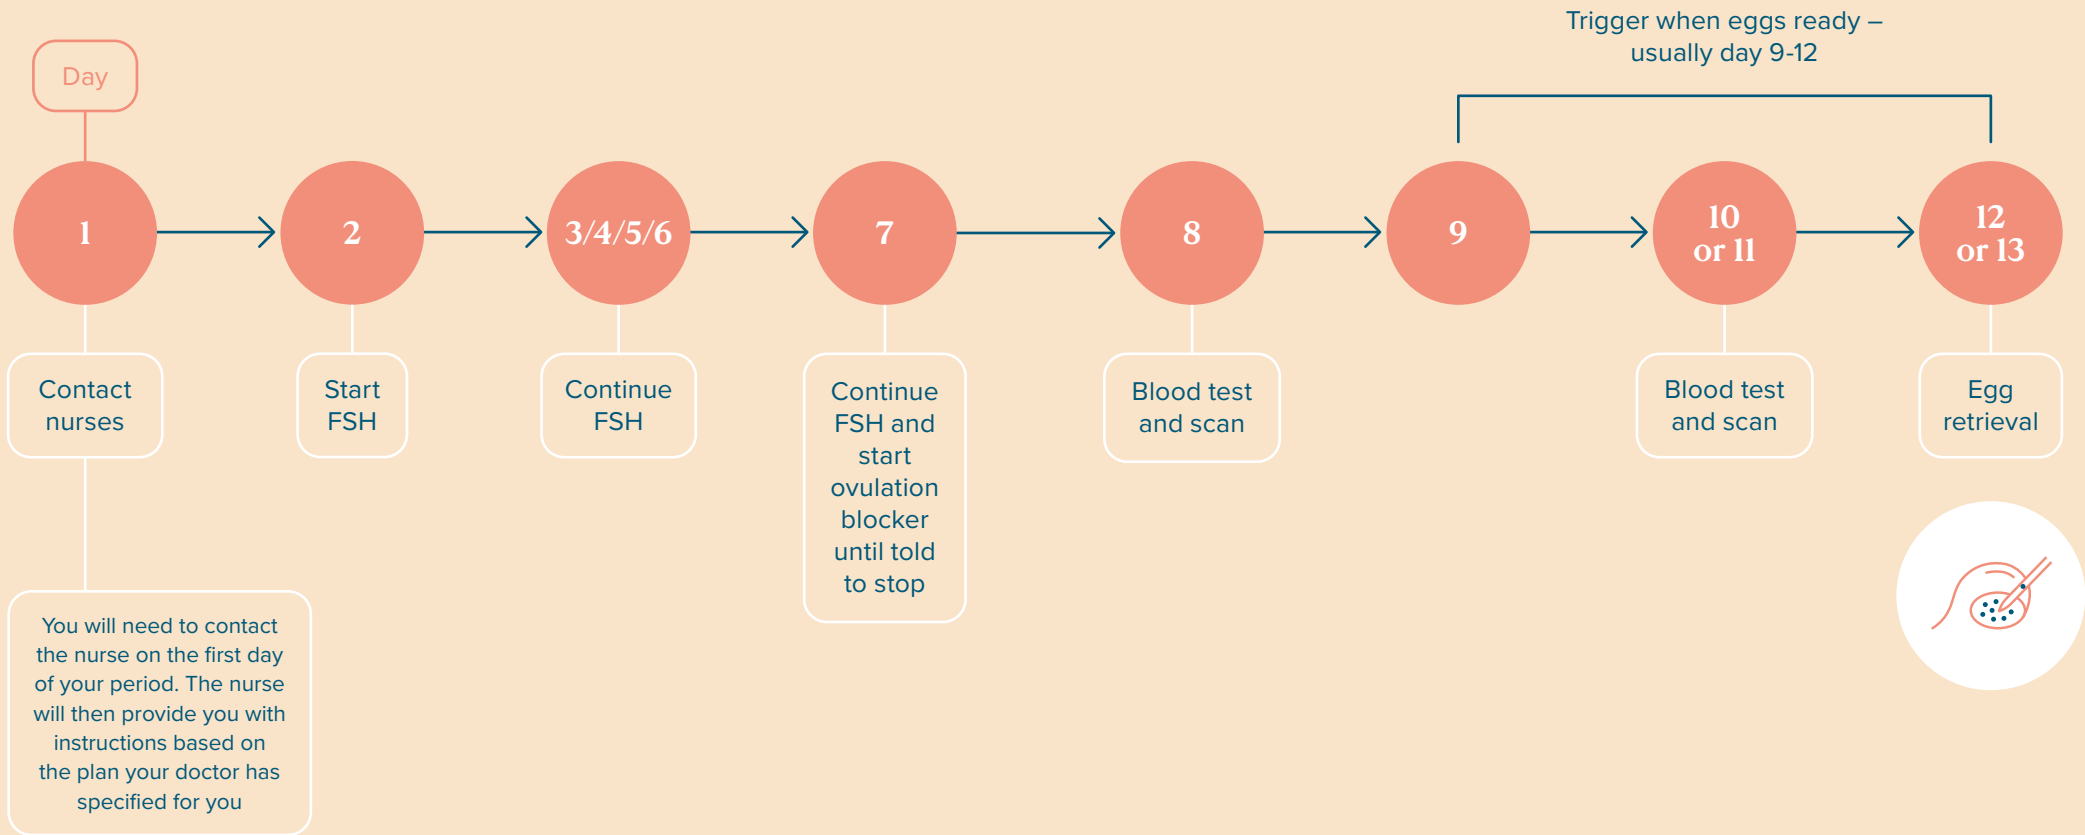 Trigger when eggs ready –
usually day 9-12
Day
1
2
3/4/5/6
7
8
9
10
or 11
12
or 13
Contact
nurses
Start
FSH
Continue
FSH
Continue
FSH and
start
ovulation
blocker
until told
to stop
Blood test
and scan
Blood test
and scan
Egg
retrieval
You will need to contact
the nurse on the first day
of your period. The nurse
will then provide you with
instructions based on
the plan your doctor has
specified for you